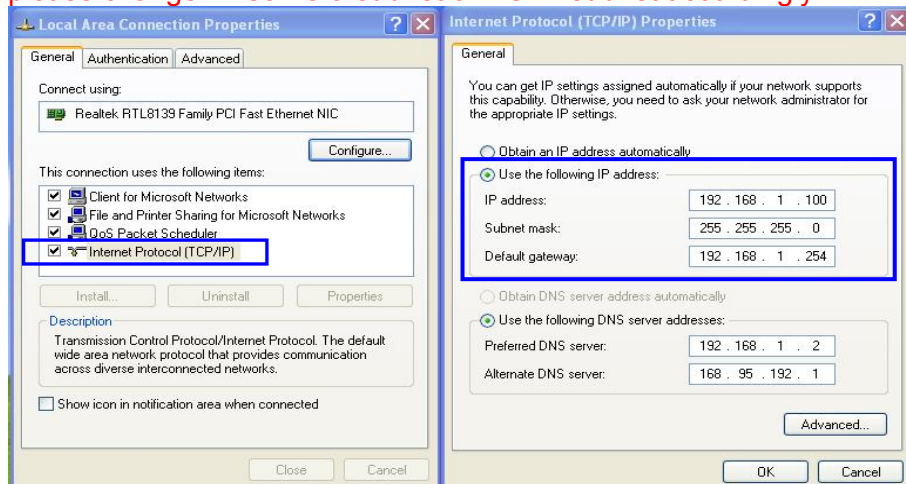 Local Area Connection Properties
General Authentication Advanced
Connect using:
Realtek RTL8139 Family PCI Fast Ethernet NIC
Configure...
This connection uses the following items:
Client for Microsoft Networks
File and Printer Sharing for Microsoft Networks
QoS Packet Scheduler
Internet Protocol (TCP/IP)
Install... Uninstall Properties
Description
Transmission Control Protocol/Internet Protocol. The default
wide area network protocol that provides communication
across diverse interconnected networks.
Show icon in notification area when connected
Close Cancel
Internet Protocol (TCP/IP) Properties
General
You can get IP settings assigned automatically if your network supports
this capability. Otherwise, you need to ask your network administrator for
the appropriate IP settings.
Obtain an IP address automatically
Use the following IP address:
IP address: 192 . 168 . 1 . 100
Subnet mask: 255 . 255 . 255 . 0
Default gateway: 192 . 168 . 1 . 254
Obtain DNS server address automatically
Use the following DNS server addresses:
Preferred DNS server: 192 . 168 . 1 . 2
Alternate DNS server: 168 . 95 . 192 . 1
Advanced...
OK Cancel